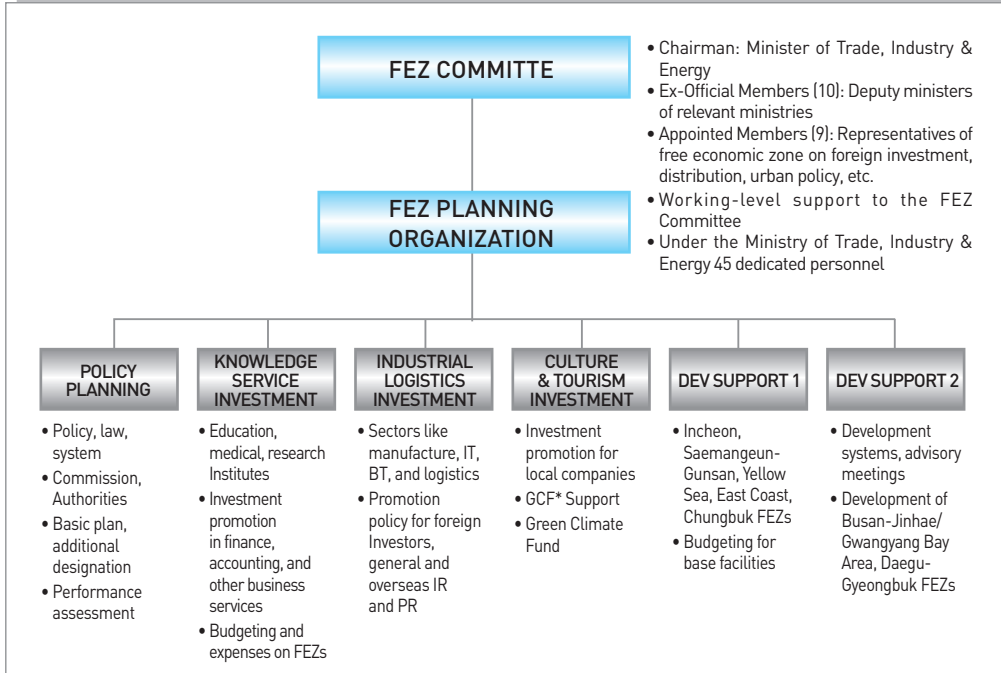 FEZ COMMITTE
• Chairman: Minister of Trade, Industry &
Energy
• Ex-Official Members (10): Deputy ministers
of relevant ministries
• Appointed Members (9): Representatives of
free economic zone on foreign investment,
distribution, urban policy, etc.
• Working-level support to the FEZ
Committee
• Under the Ministry of Trade, Industry &
Energy 45 dedicated personnel
FEZ PLANNING
ORGANIZATION
POLICY
PLANNING
• Policy, law,
system
• Commission,
Authorities
• Basic plan,
additional
designation
• Performance
assessment
KNOWLEDGE
SERVICE
INVESTMENT
• Education,
medical, research
Institutes
• Investment
promotion
in finance,
accounting, and
other business
services
• Budgeting and
expenses on FEZs
INDUSTRIAL
LOGISTICS
INVESTMENT
• Sectors like
manufacture, IT,
BT, and logistics
• Promotion
policy for foreign
Investors,
general and
overseas IR
and PR
CULTURE
& TOURISM
INVESTMENT
• Investment
promotion for
local companies
• GCF* Support
• Green Climate
Fund
DEV SUPPORT 1
• Incheon,
Saemangeun-
Gunsan, Yellow
Sea, East Coast,
Chungbuk FEZs
• Budgeting for
base facilities
DEV SUPPORT 2
• Development
systems, advisory
meetings
• Development of
Busan-Jinhae/
Gwangyang Bay
Area, Daegu-
Gyeongbuk FEZs